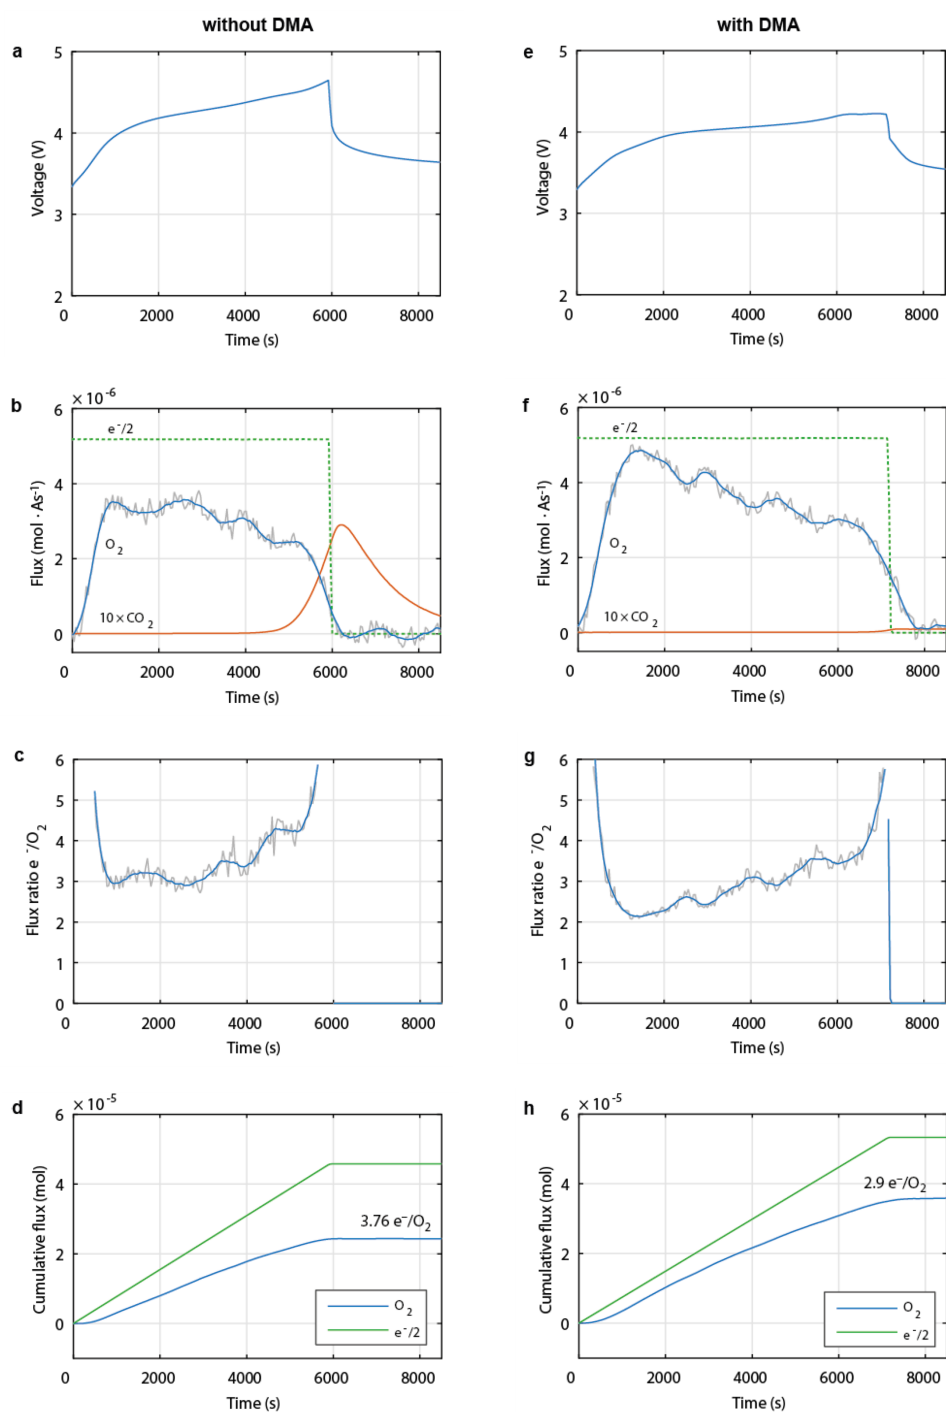 without DMA
with DMA
a
5
4
3
2
Voltage (V)
0 2000 4000 6000 8000
Time (s)
e
5
4
3
2
Voltage (V)
0 2000 4000 6000 8000
Time (s)
b
× 10⁻⁶
6
4
2
0
Flux (mol · As⁻¹)
e⁻/2
O₂
10×CO₂
0 2000 4000 6000 8000
Time (s)
f
× 10⁻⁶
6
4
2
0
Flux (mol · As⁻¹)
e⁻/2
O₂
10×CO₂
0 2000 4000 6000 8000
Time (s)
c
6
5
4
3
2
1
0
Flux ratio e⁻/O₂
0 2000 4000 6000 8000
Time (s)
g
6
5
4
3
2
1
0
Flux ratio e⁻/O₂
0 2000 4000 6000 8000
Time (s)
d
× 10⁻⁵
6
4
2
0
Cumulative flux (mol)
3.76 e⁻/O₂
O₂
e⁻/2
0 2000 4000 6000 8000
Time (s)
h
× 10⁻⁵
6
4
2
0
Cumulative flux (mol)
2.9 e⁻/O₂
O₂
e⁻/2
0 2000 4000 6000 8000
Time (s)